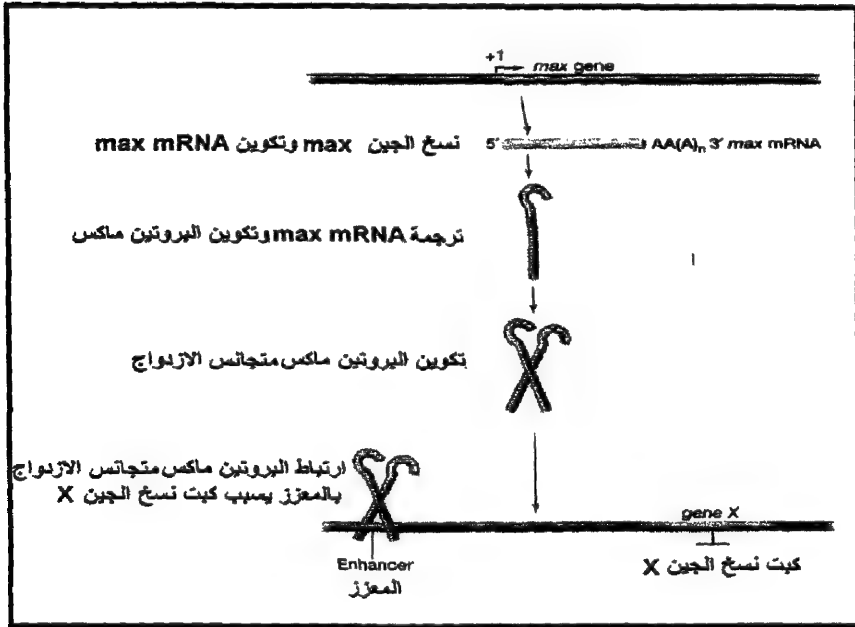 +1
max gene
نسخ الجين max وتكوين max mRNA
5′ AA(A)n 3′ max mRNA
ترجمة max mRNA وتكوين البروتين ماكس
تكوين البروتين ماكس متجانس الازدواج
ارتباط البروتين ماكس متجانس الازدواج
بالمعزز يسبب كبت نسخ الجين X
gene X
Enhancer
المعزز
كبت نسخ الجين X